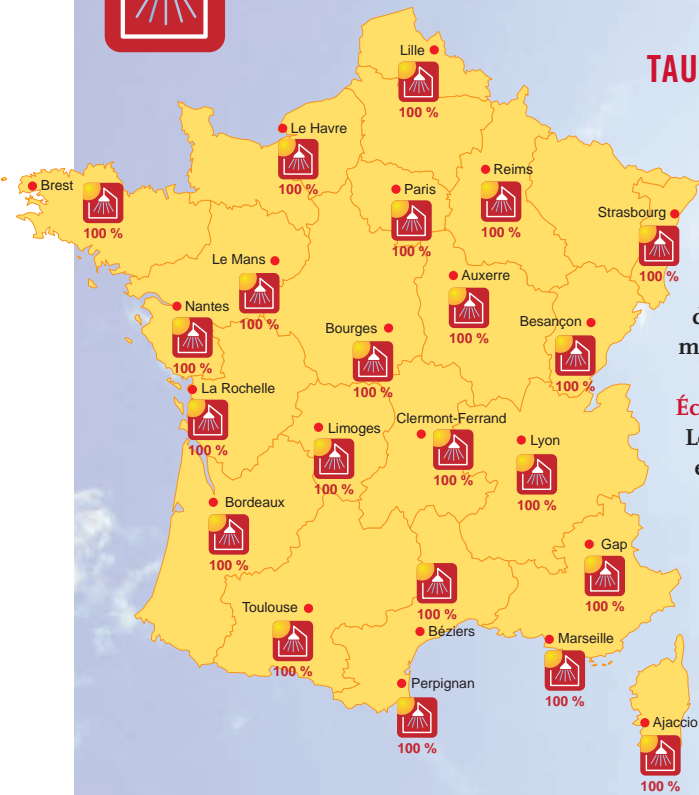 TAU
Lille
100 %
Le Havre
100 %
Reims
100 %
Brest
100 %
Paris
100 %
Strasbourg
100 %
Le Mans
100 %
Auxerre
100 %
Nantes
100 %
Bourges
100 %
Besançon
100 %
m
La Rochelle
100 %
Éc
Limoges
100 %
Clermont-Ferrand
100 %
Lyon
100 %
Bordeaux
100 %
Gap
100 %
100 %
Béziers
Toulouse
100 %
Marseille
100 %
Perpignan
100 %
Ajaccio
100 %